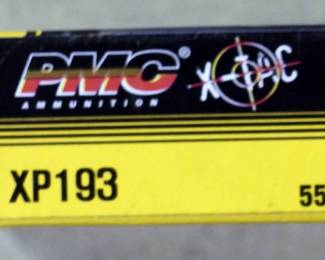 PMC® X-TAC
AMMUNITION
XP193 55